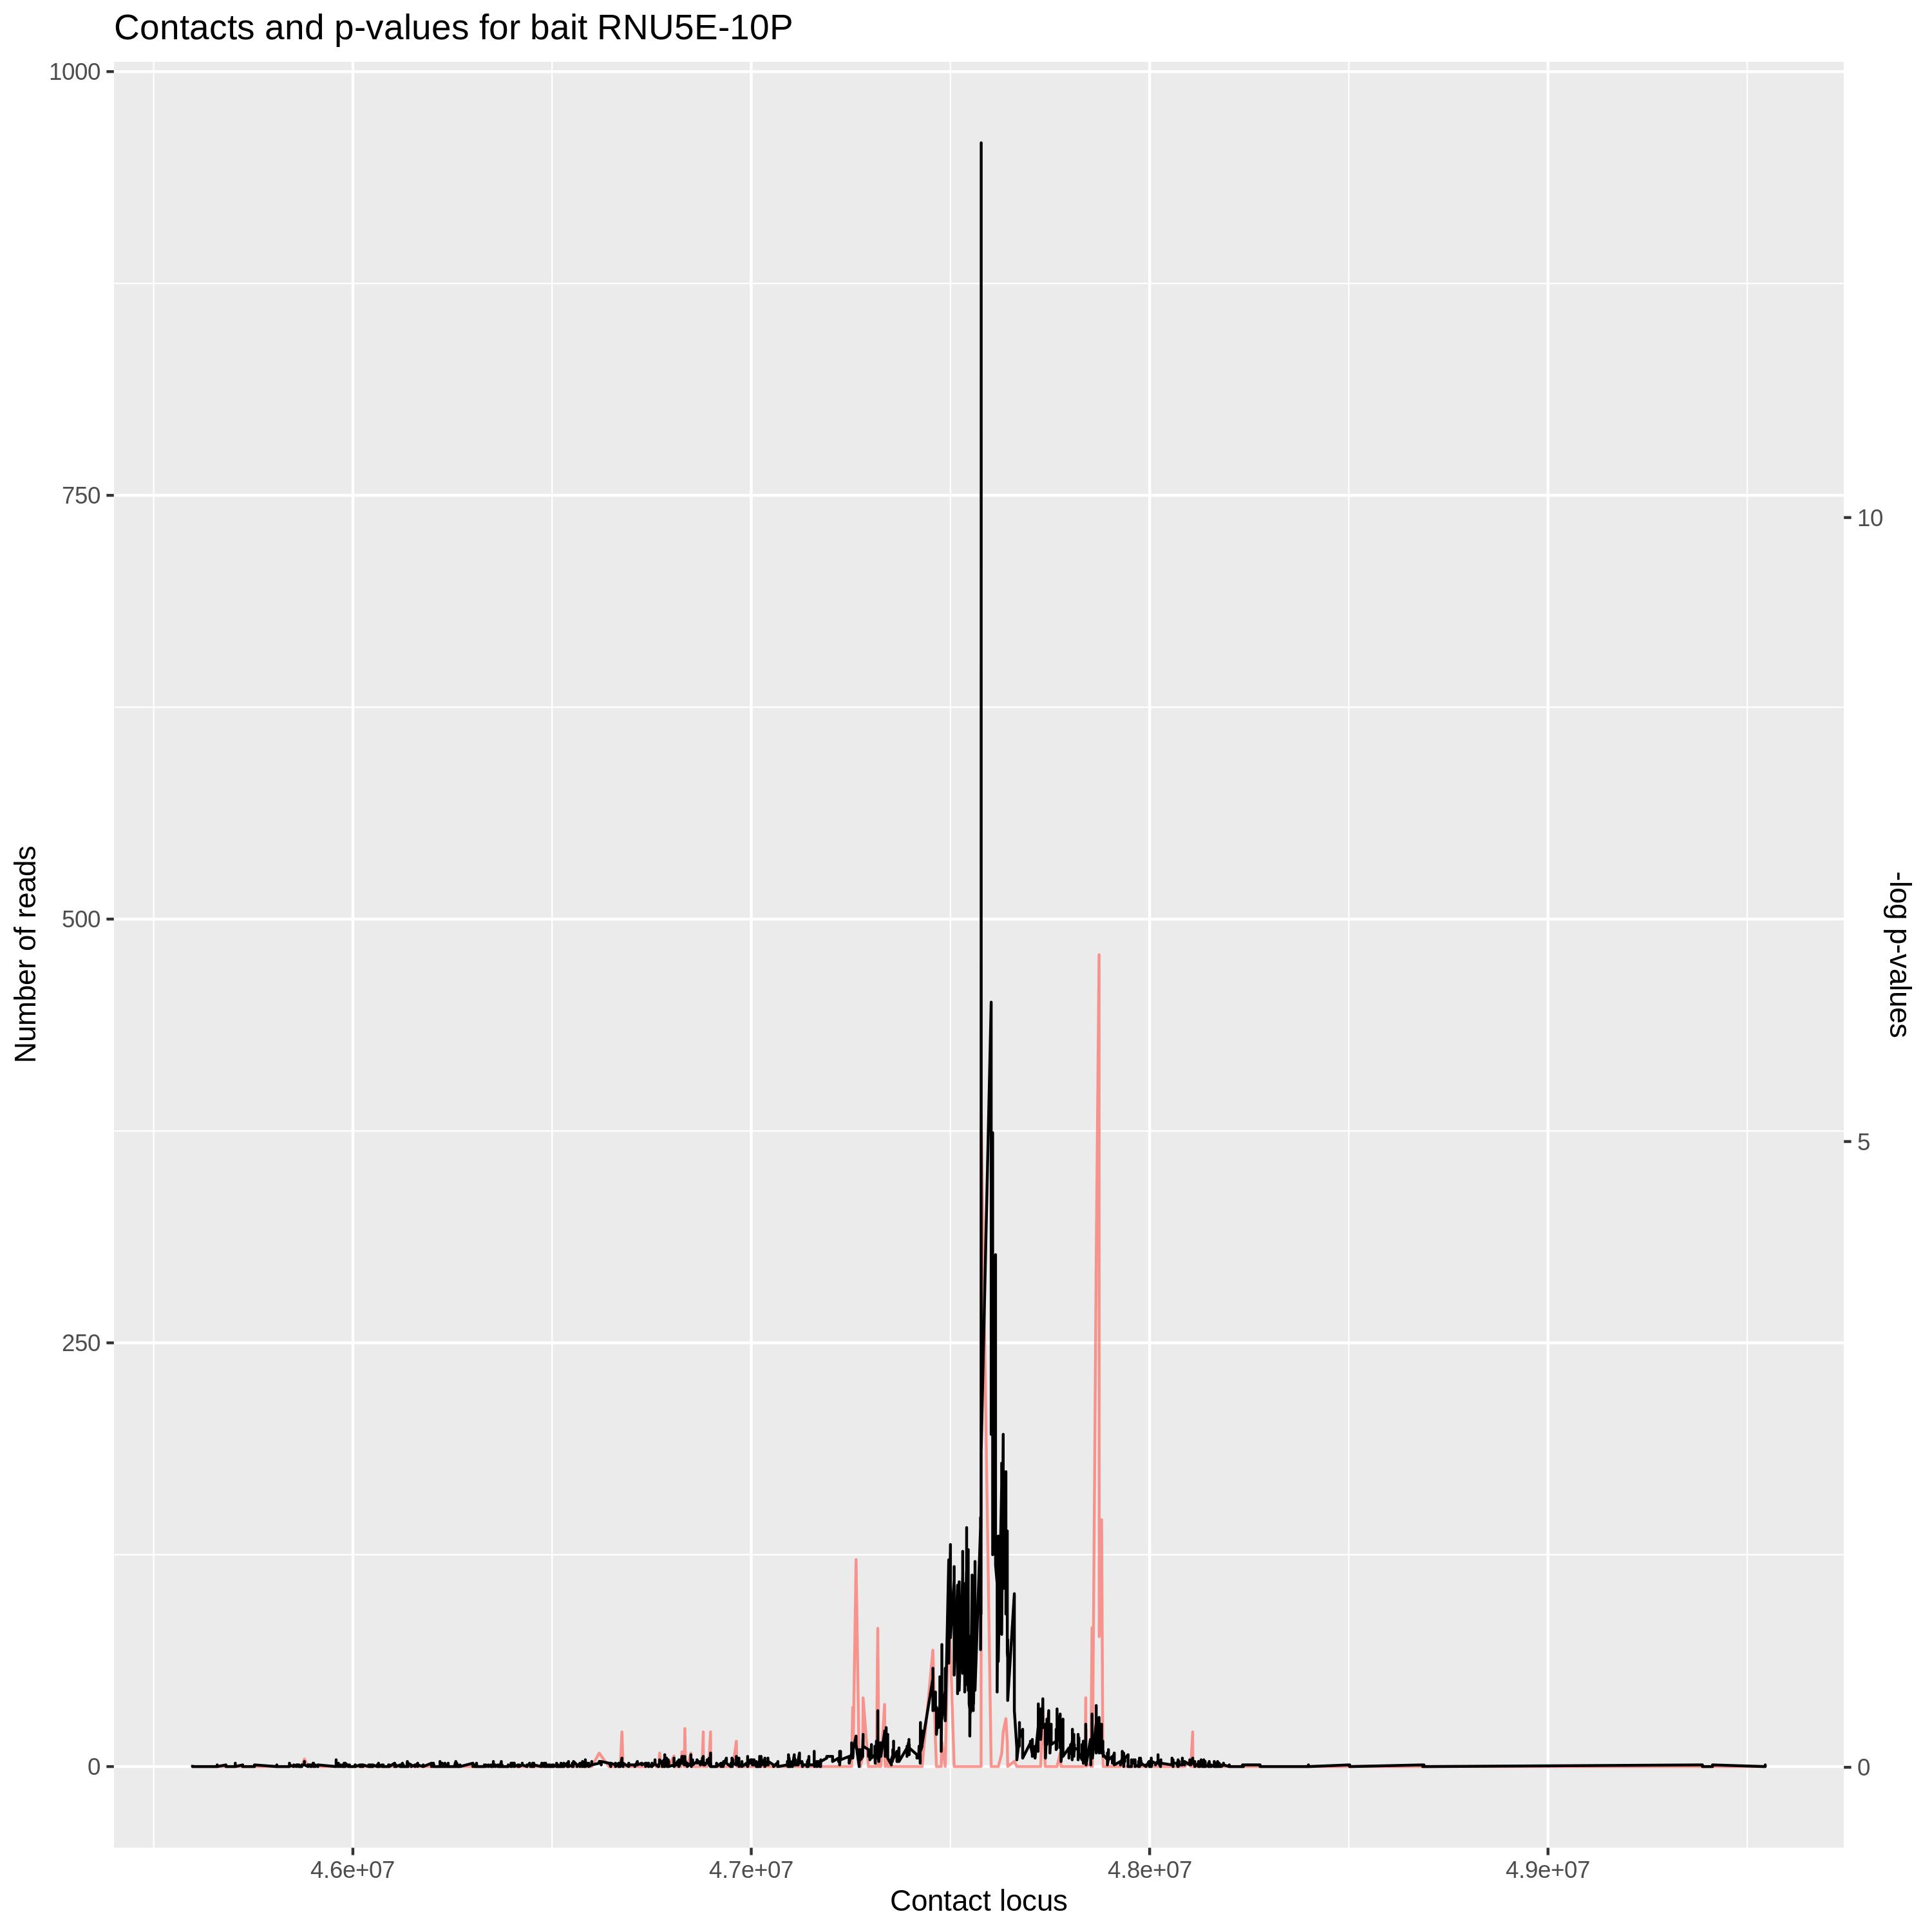 Contacts and p-values for bait RNU5E-10P
1000
750
500
250
0
Number of reads
10
5
0
-log p-values
4.6e+07
4.7e+07
4.8e+07
4.9e+07
Contact locus